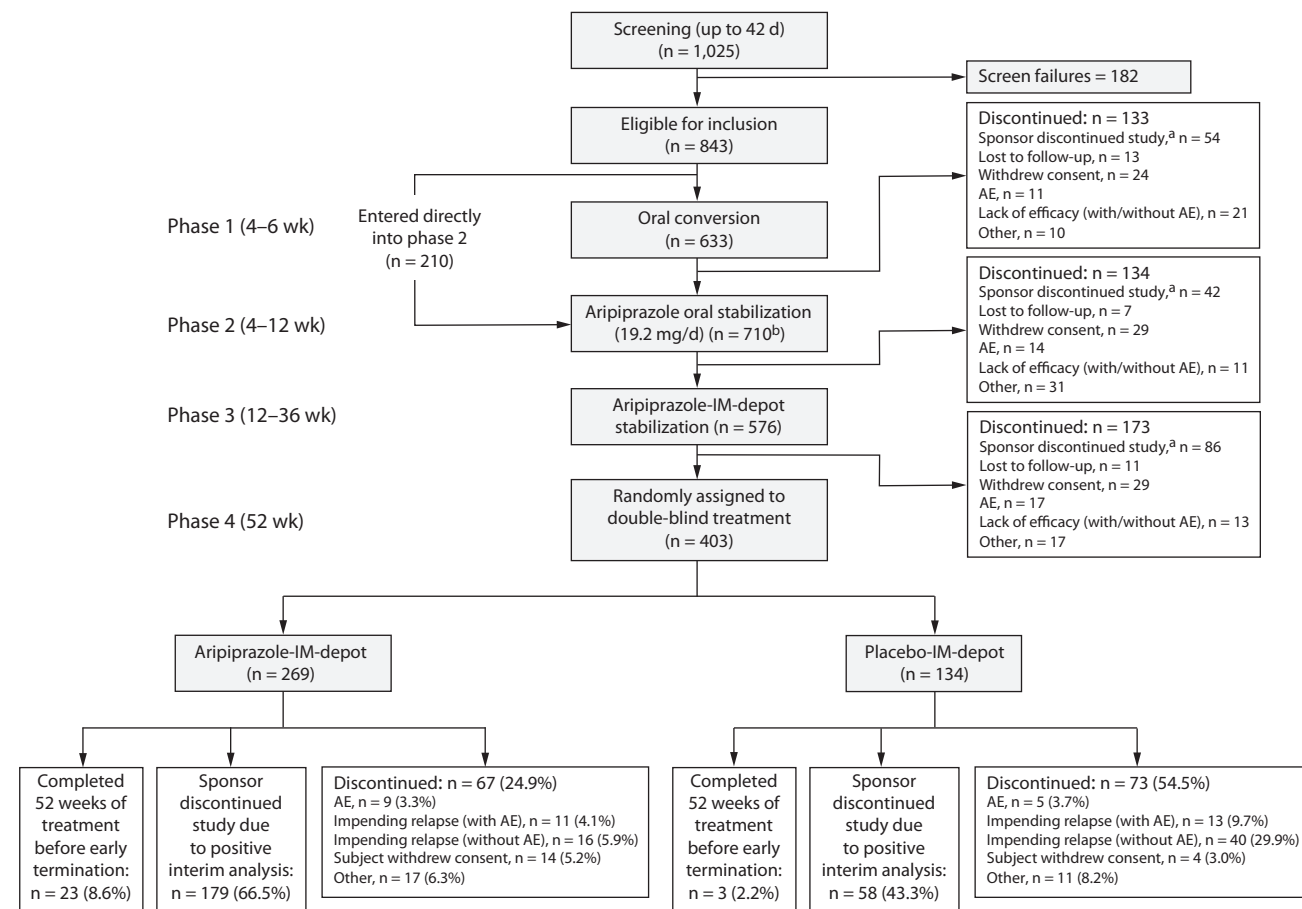 Screening (up to 42 d)
(n = 1,025)
Screen failures = 182
Eligible for inclusion
(n = 843)
Discontinued: n = 133
Sponsor discontinued study,a n = 54
Lost to follow-up, n = 13
Withdrew consent, n = 24
AE, n = 11
Lack of efficacy (with/without AE), n = 21
Other, n = 10
Phase 1 (4–6 wk)
Entered directly
into phase 2
(n = 210)
Oral conversion
(n = 633)
Discontinued: n = 134
Sponsor discontinued study,a n = 42
Lost to follow-up, n = 7
Withdrew consent, n = 29
AE, n = 14
Lack of efficacy (with/without AE), n = 11
Other, n = 31
Phase 2 (4–12 wk)
Aripiprazole oral stabilization
(19.2 mg/d) (n = 710b)
Phase 3 (12–36 wk)
Aripiprazole-IM-depot
stabilization (n = 576)
Discontinued: n = 173
Sponsor discontinued study,a n = 86
Lost to follow-up, n = 11
Withdrew consent, n = 29
AE, n = 17
Lack of efficacy (with/without AE), n = 13
Other, n = 17
Phase 4 (52 wk)
Randomly assigned to
double-blind treatment
(n = 403)
Aripiprazole-IM-depot
(n = 269)
Placebo-IM-depot
(n = 134)
Completed
52 weeks of
treatment
before early
termination:
n = 23 (8.6%)
Sponsor
discontinued
study due
to positive
interim analysis:
n = 179 (66.5%)
Discontinued: n = 67 (24.9%)
AE, n = 9 (3.3%)
Impending relapse (with AE), n = 11 (4.1%)
Impending relapse (without AE), n = 16 (5.9%)
Subject withdrew consent, n = 14 (5.2%)
Other, n = 17 (6.3%)
Completed
52 weeks of
treatment
before early
termination:
n = 3 (2.2%)
Sponsor
discontinued
study due
to positive
interim analysis:
n = 58 (43.3%)
Discontinued: n = 73 (54.5%)
AE, n = 5 (3.7%)
Impending relapse (with AE), n = 13 (9.7%)
Impending relapse (without AE), n = 40 (29.9%)
Subject withdrew consent, n = 4 (3.0%)
Other, n = 11 (8.2%)